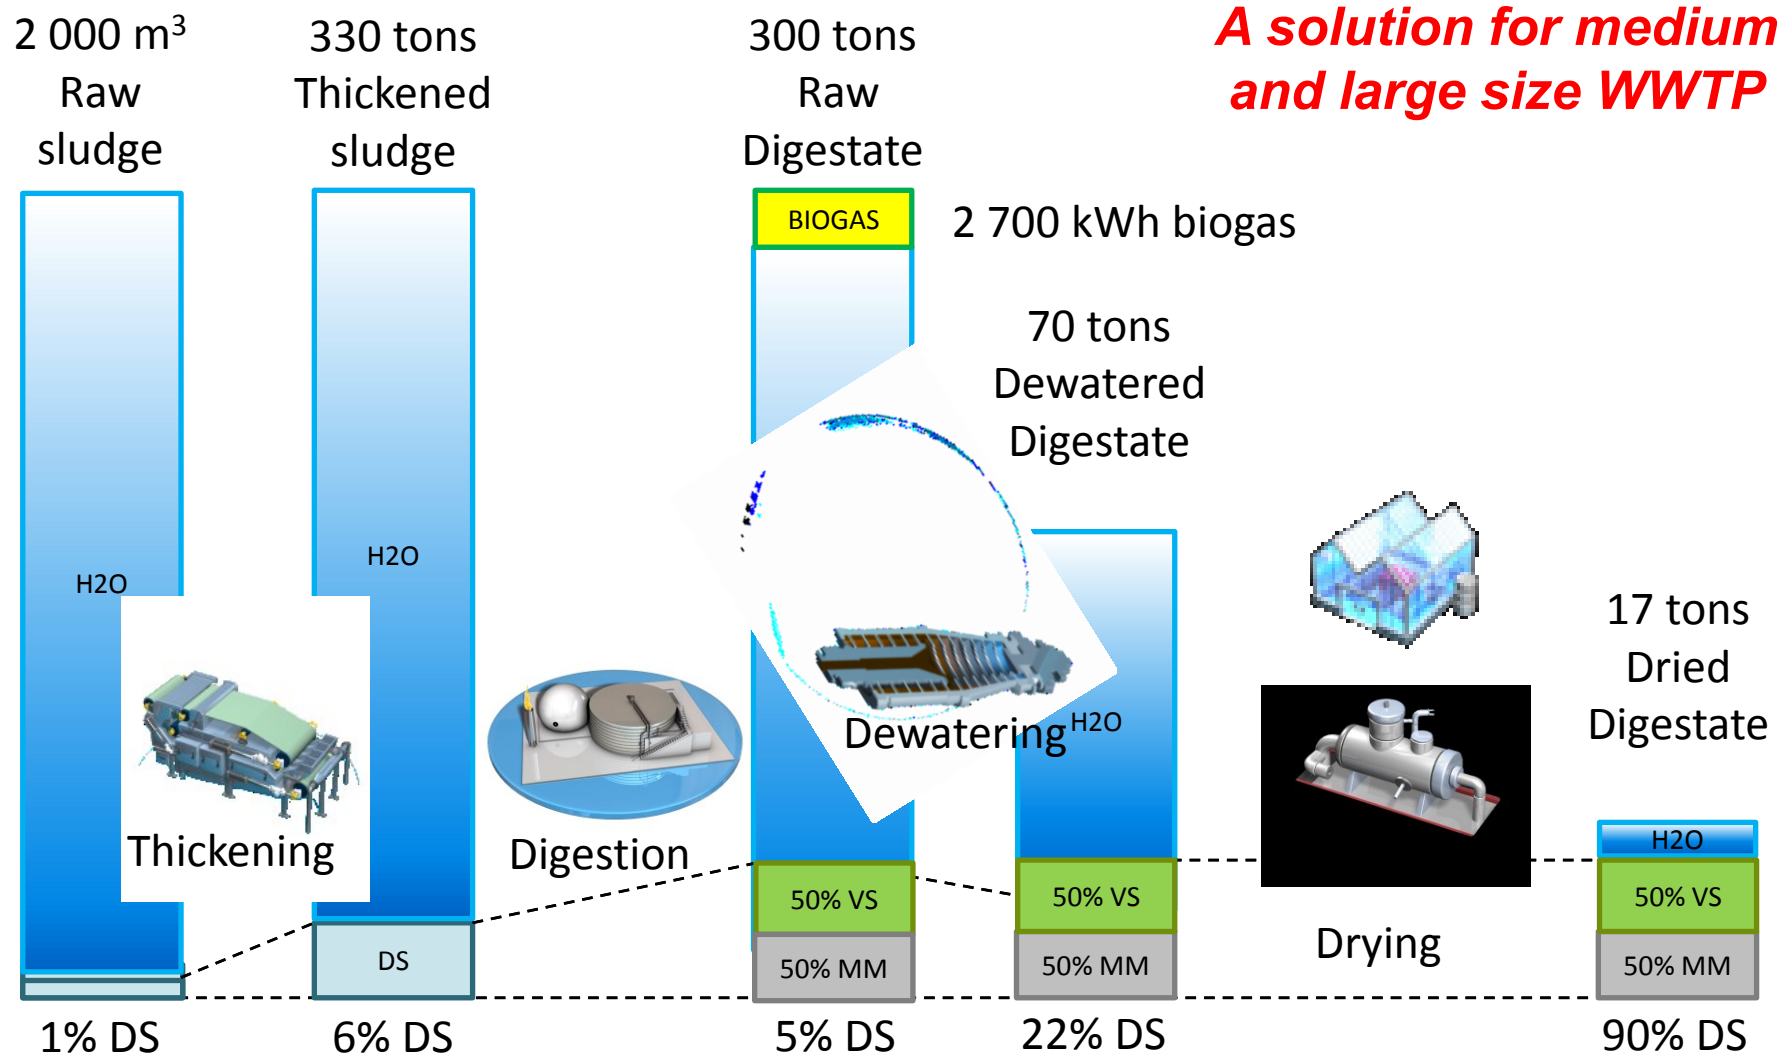 2 000 m³
Raw
sludge
330 tons
Thickened
sludge
300 tons
Raw
Digestate
A solution for medium
and large size WWTP
BIOGAS
2 700 kWh biogas
70 tons
Dewatered
Digestate
H2O
H2O
17 tons
Dried
Digestate
Thickening
Digestion
Dewatering
H2O
H2O
50% VS
50% VS
50% VS
DS
50% MM
50% MM
Drying
50% MM
1% DS
6% DS
5% DS
22% DS
90% DS